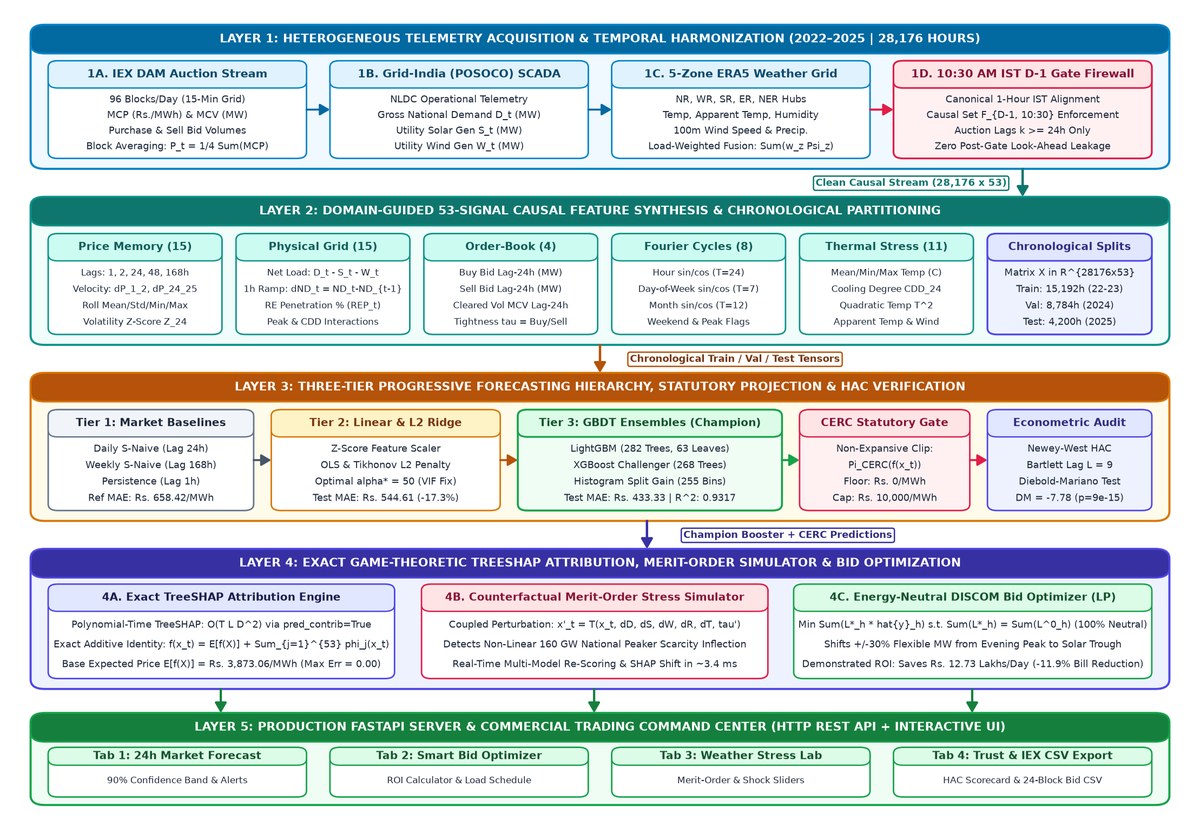 LAYER 1: HETEROGENEOUS TELEMETRY ACQUISITION & TEMPORAL HARMONIZATION (2022–2025 | 28,176 HOURS)
1A. IEX DAM Auction Stream
96 Blocks/Day (15-Min Grid)
MCP (Rs./MWh) & MCV (MW)
Purchase & Sell Bid Volumes
Block Averaging: P_t = 1/4 Sum(MCP)
1B. Grid-India (POSOCO) SCADA
NLDC Operational Telemetry
Gross National Demand D_t (MW)
Utility Solar Gen S_t (MW)
Utility Wind Gen W_t (MW)
1C. 5-Zone ERA5 Weather Grid
NR, WR, SR, ER, NER Hubs
Temp, Apparent Temp, Humidity
100m Wind Speed & Precip.
Load-Weighted Fusion: Sum(w_z Psi_z)
1D. 10:30 AM IST D-1 Gate Firewall
Canonical 1-Hour IST Alignment
Causal Set F_{D-1, 10:30} Enforcement
Auction Lags k >= 24h Only
Zero Post-Gate Look-Ahead Leakage
Clean Causal Stream (28,176 x 53)
LAYER 2: DOMAIN-GUIDED 53-SIGNAL CAUSAL FEATURE SYNTHESIS & CHRONOLOGICAL PARTITIONING
Price Memory (15)
Lags: 1, 2, 24, 48, 168h
Velocity: dP_1_2, dP_24_25
Roll Mean/Std/Min/Max
Volatility Z-Score Z_24
Physical Grid (15)
Net Load: D_t - S_t - W_t
1h Ramp: dND_t = ND_t-ND_{t-1}
RE Penetration % (REP_t)
Peak & CDD Interactions
Order-Book (4)
Buy Bid Lag-24h (MW)
Sell Bid Lag-24h (MW)
Cleared Vol MCV Lag-24h
Tightness tau = Buy/Sell
Fourier Cycles (8)
Hour sin/cos (T=24)
Day-of-Week sin/cos (T=7)
Month sin/cos (T=12)
Weekend & Peak Flags
Thermal Stress (11)
Mean/Min/Max Temp (C)
Cooling Degree CDD_24
Quadratic Temp T^2
Apparent Temp & Wind
Chronological Splits
Matrix X in R^{28176x53}
Train: 15,192h (22-23)
Val: 8,784h (2024)
Test: 4,200h (2025)
Chronological Train / Val / Test Tensors
LAYER 3: THREE-TIER PROGRESSIVE FORECASTING HIERARCHY, STATUTORY PROJECTION & HAC VERIFICATION
Tier 1: Market Baselines
Daily S-Naive (Lag 24h)
Weekly S-Naive (Lag 168h)
Persistence (Lag 1h)
Ref MAE: Rs. 658.42/MWh
Tier 2: Linear & L2 Ridge
Z-Score Feature Scaler
OLS & Tikhonov L2 Penalty
Optimal alpha* = 50 (VIF Fix)
Test MAE: Rs. 544.61 (-17.3%)
Tier 3: GBDT Ensembles (Champion)
LightGBM (282 Trees, 63 Leaves)
XGBoost Challenger (268 Trees)
Histogram Split Gain (255 Bins)
Test MAE: Rs. 433.33 | R^2: 0.9317
CERC Statutory Gate
Non-Expansive Clip:
Pi_CERC(f(x_t))
Floor: Rs. 0/MWh
Cap: Rs. 10,000/MWh
Econometric Audit
Newey-West HAC
Bartlett Lag L = 9
Diebold-Mariano Test
DM = -7.78 (p=9e-15)
Champion Booster + CERC Predictions
LAYER 4: EXACT GAME-THEORETIC TREESHAP ATTRIBUTION, MERIT-ORDER SIMULATOR & BID OPTIMIZATION
4A. Exact TreeSHAP Attribution Engine
Polynomial-Time TreeSHAP: O(T L D^2) via pred_contrib=True
Exact Additive Identity: f(x_t) = E[f(X)] + Sum_{j=1}^{53} phi_j(x_t)
Base Expected Price E[f(X)] = Rs. 3,873.06/MWh (Max Err = 0.00)
4B. Counterfactual Merit-Order Stress Simulator
Coupled Perturbation: x'_t = T(x_t, dD, dS, dW, dR, dT, tau')
Detects Non-Linear 160 GW National Peaker Scarcity Inflection
Real-Time Multi-Model Re-Scoring & SHAP Shift in ~3.4 ms
4C. Energy-Neutral DISCOM Bid Optimizer (LP)
Min Sum(L*_h * hat{y}_h) s.t. Sum(L*_h) = Sum(L^0_h) (100% Neutral)
Shifts +/-30% Flexible MW from Evening Peak to Solar Trough
Demonstrated ROI: Saves Rs. 12.73 Lakhs/Day (-11.9% Bill Reduction)
LAYER 5: PRODUCTION FASTAPI SERVER & COMMERCIAL TRADING COMMAND CENTER (HTTP REST API + INTERACTIVE UI)
Tab 1: 24h Market Forecast
90% Confidence Band & Alerts
Tab 2: Smart Bid Optimizer
ROI Calculator & Load Schedule
Tab 3: Weather Stress Lab
Merit-Order & Shock Sliders
Tab 4: Trust & IEX CSV Export
HAC Scorecard & 24-Block Bid CSV